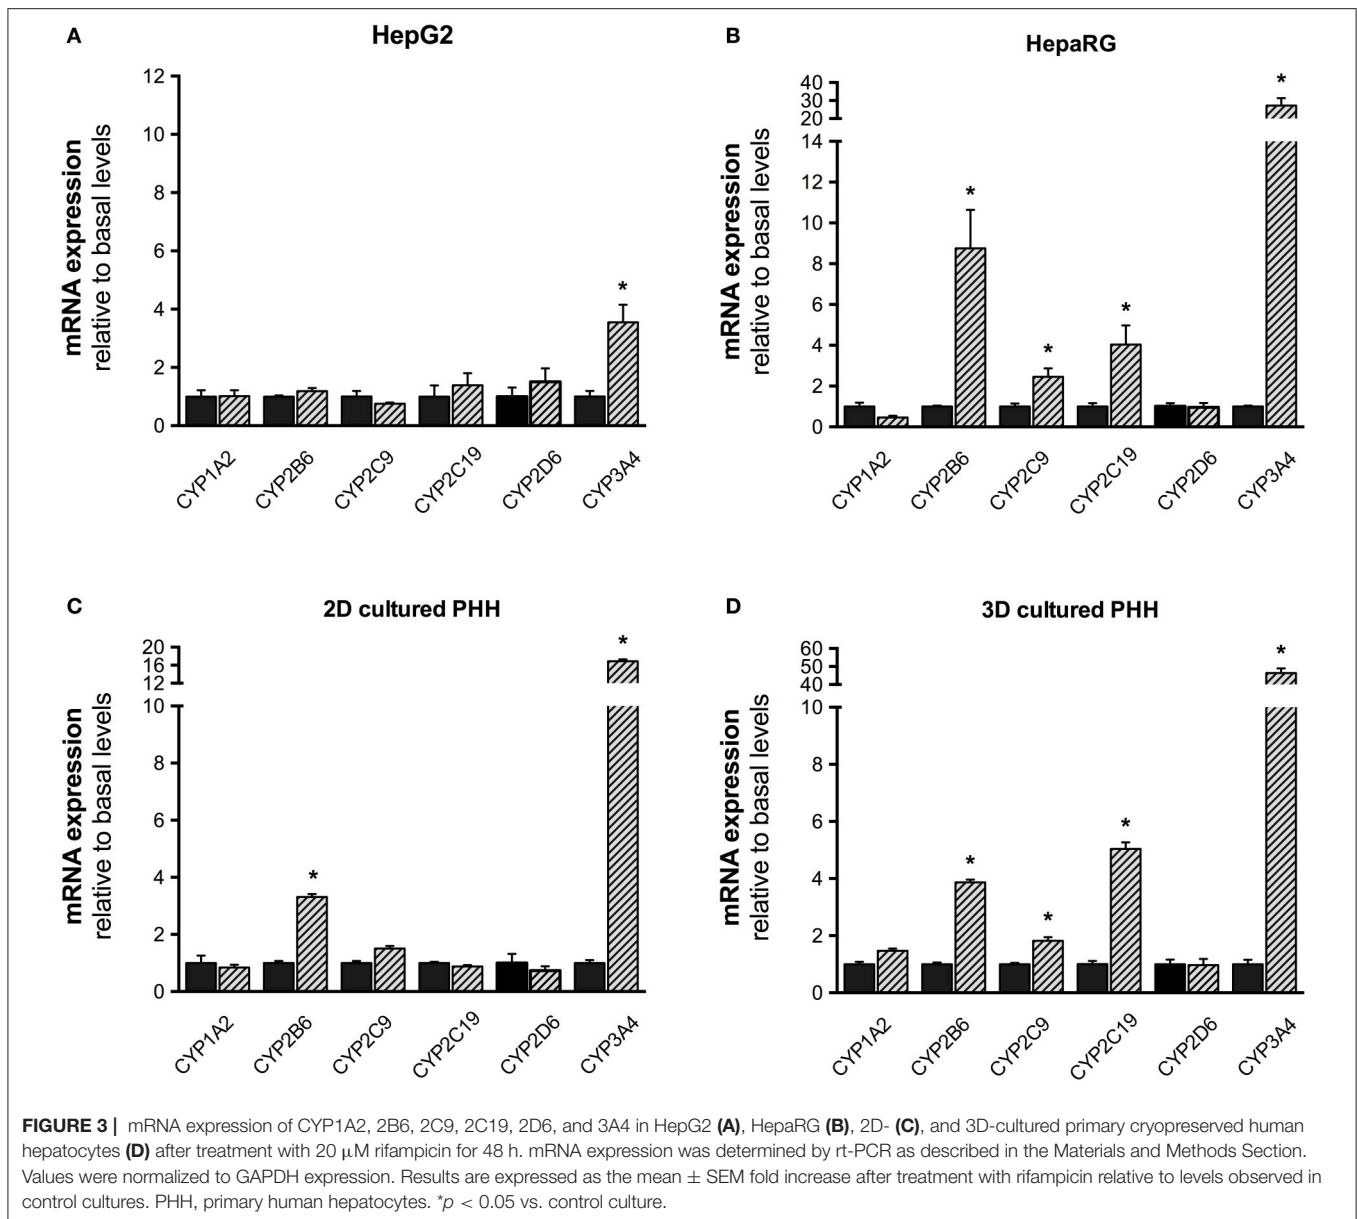 A
HepG2
mRNA expression
relative to basal levels
12
10
8
6
4
2
0
*
CYP1A2
CYP2B6
CYP2C9
CYP2C19
CYP2D6
CYP3A4
B
HepaRG
mRNA expression
relative to basal levels
40
30
20
14
12
10
8
6
4
2
0
*
*
*
*
CYP1A2
CYP2B6
CYP2C9
CYP2C19
CYP2D6
CYP3A4
C
2D cultured PHH
mRNA expression
relative to basal levels
20
16
12
10
8
6
4
2
0
*
*
CYP1A2
CYP2B6
CYP2C9
CYP2C19
CYP2D6
CYP3A4
D
3D cultured PHH
mRNA expression
relative to basal levels
60
50
40
10
8
6
4
2
0
*
*
*
*
CYP1A2
CYP2B6
CYP2C9
CYP2C19
CYP2D6
CYP3A4
FIGURE 3 | mRNA expression of CYP1A2, 2B6, 2C9, 2C19, 2D6, and 3A4 in HepG2 (A), HepaRG (B), 2D- (C), and 3D-cultured primary cryopreserved human
hepatocytes (D) after treatment with 20 μM rifampicin for 48 h. mRNA expression was determined by rt-PCR as described in the Materials and Methods Section.
Values were normalized to GAPDH expression. Results are expressed as the mean ± SEM fold increase after treatment with rifampicin relative to levels observed in
control cultures. PHH, primary human hepatocytes. *p < 0.05 vs. control culture.